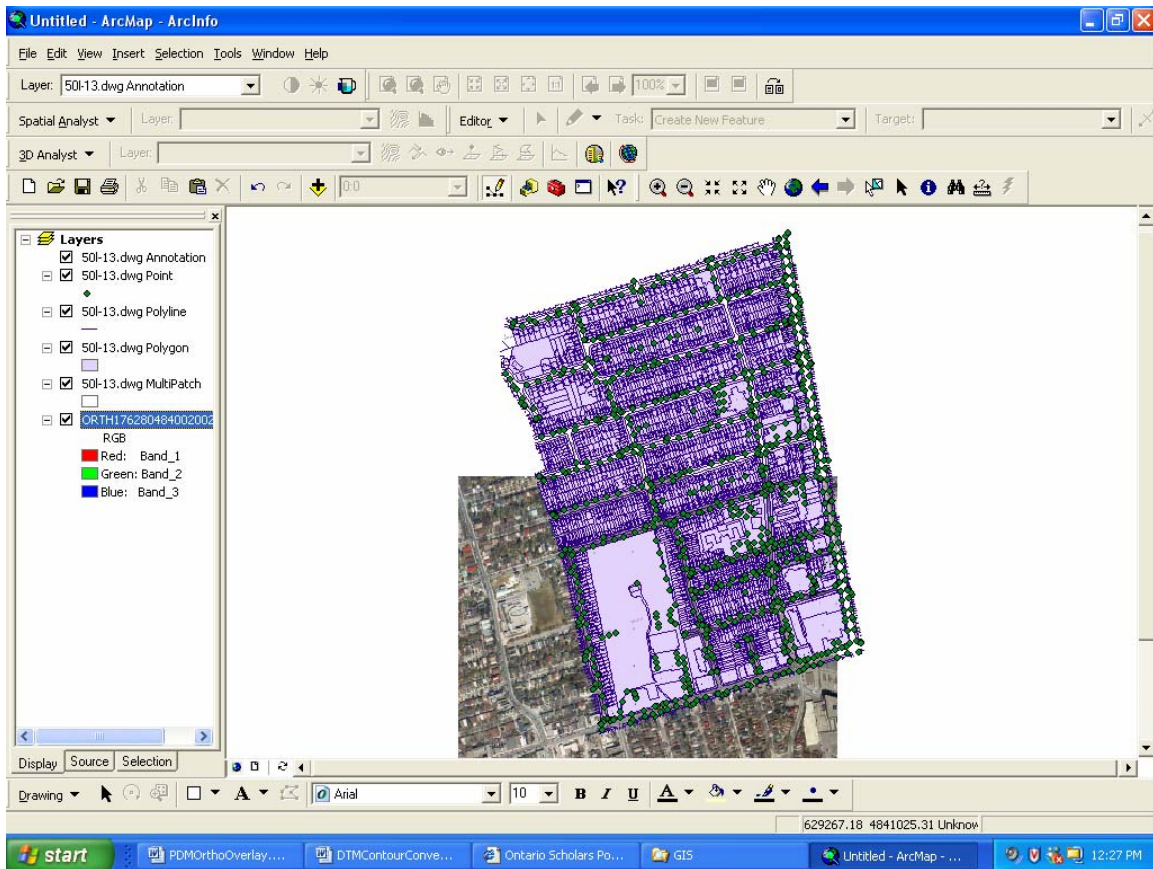 Untitled - ArcMap - ArcInfo
File Edit View Insert Selection Tools Window Help
Layer: 50l-13.dwg Annotation 100%
Spatial Analyst Layer: Editor Task: Create New Feature Target:
3D Analyst Layer:
0:0
Layers
50l-13.dwg Annotation
50l-13.dwg Point
50l-13.dwg Polyline
50l-13.dwg Polygon
50l-13.dwg MultiPatch
ORTH176280484002002
RGB
Red: Band_1
Green: Band_2
Blue: Band_3
Display Source Selection
Drawing A Arial 10 B I U A
629267.18 4841025.31 Unknow
start PDMOrthoOverlay.... DTMContourConve... Ontario Scholars Po... GIS Untitled - ArcMap - ... 12:27 PM